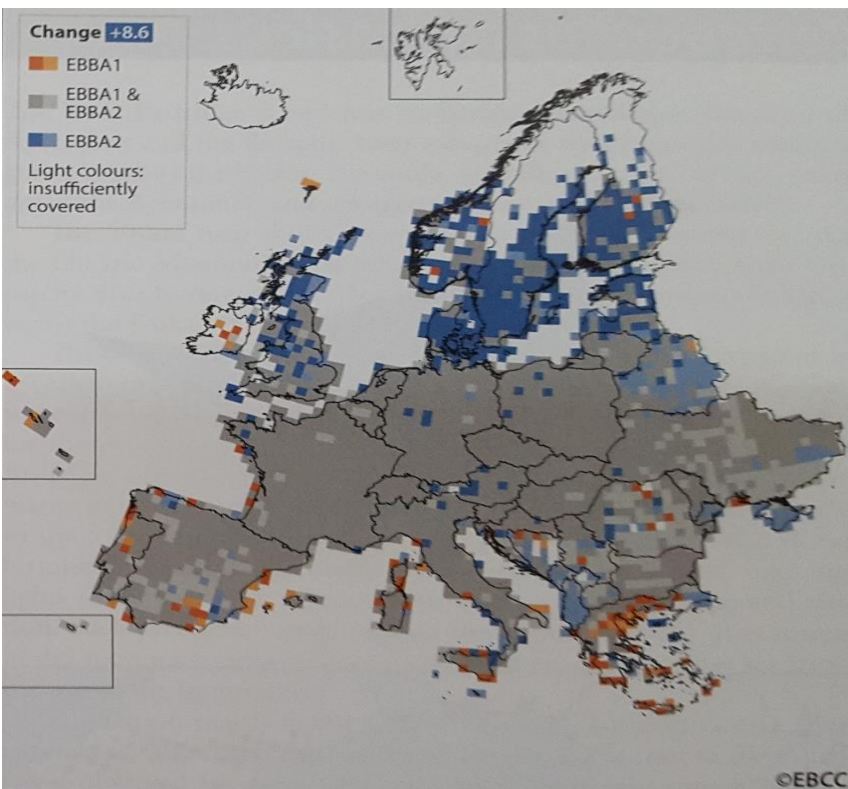 Change +8.6
EBBA1
EBBA1 &
EBBA2
EBBA2
Light colours:
insufficiently
covered
©EBCC